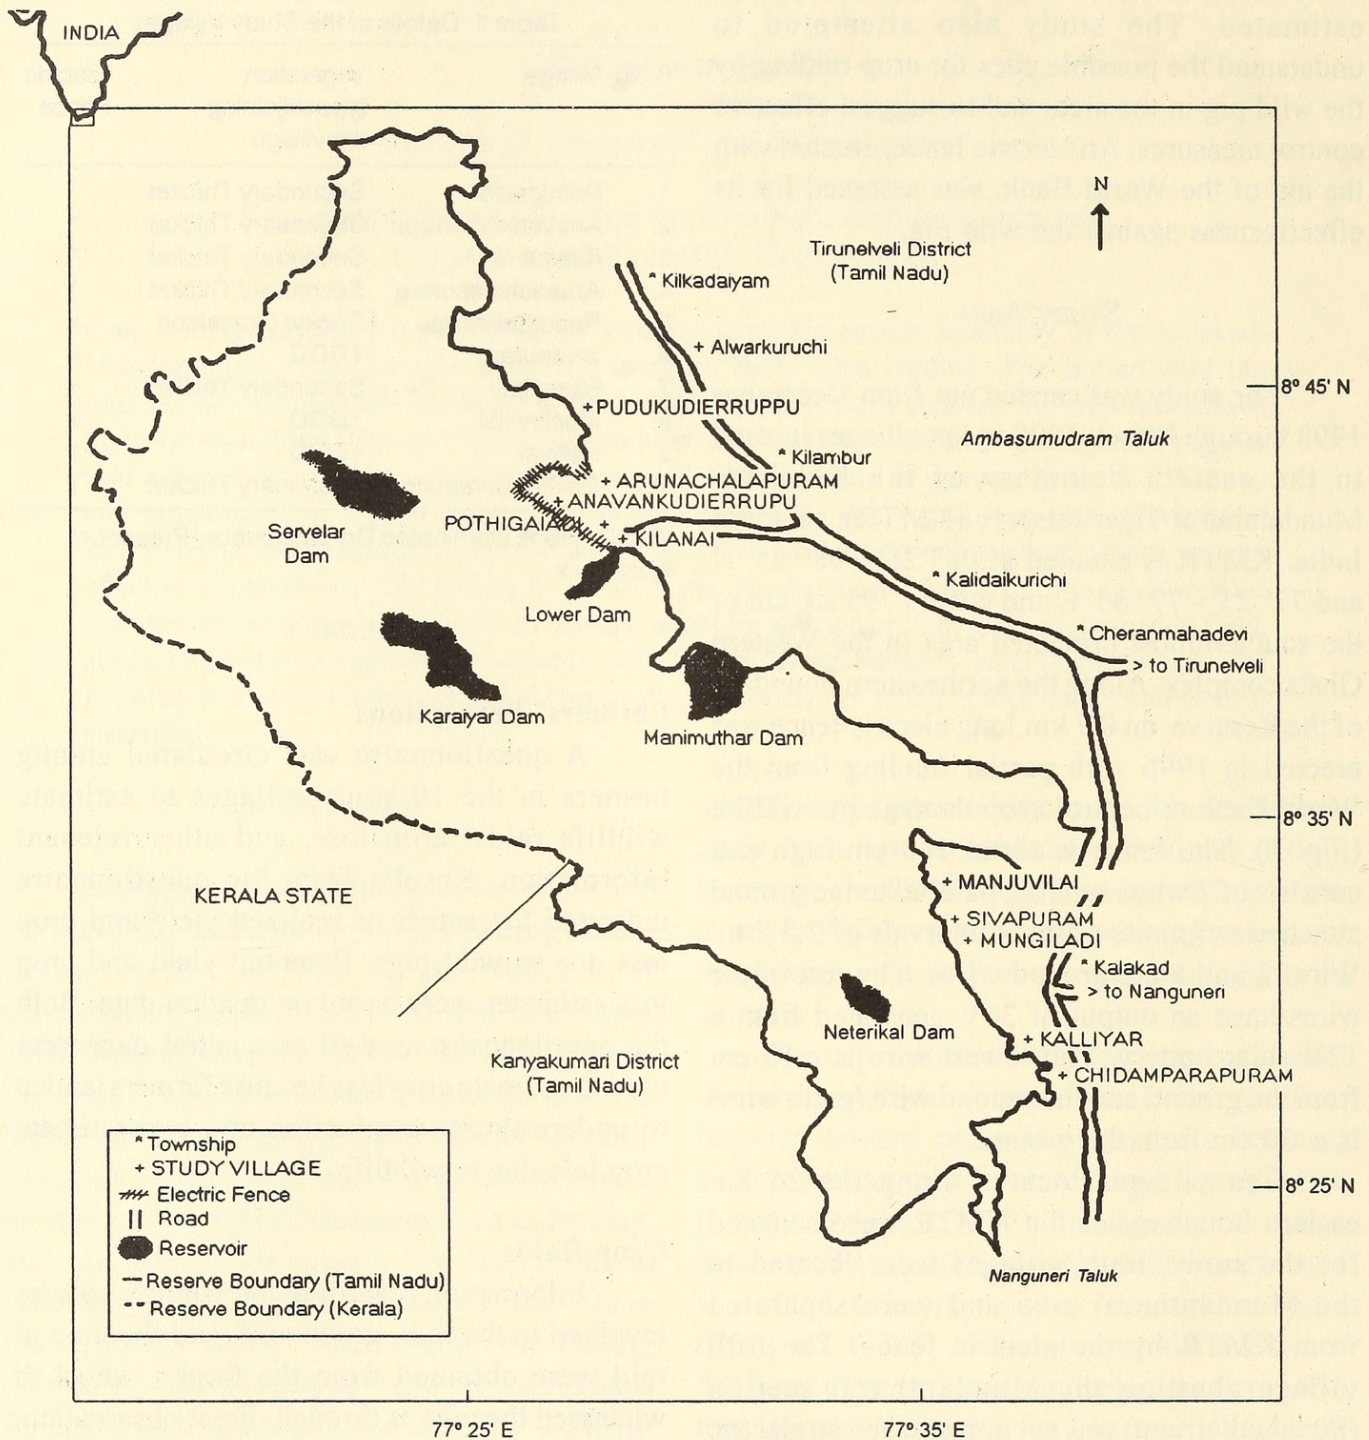 INDIA
N
Tirunelveli District
(Tamil Nadu)
* Kilkadaiyam
+ Alwarkuruchi
8° 45' N
+PUDUKUDIERRUPPU
Ambasumudram Taluk
* Kilambur
+ ARUNACHALAPURAM
+ ANAVANKUDIERRUPU
POTHIGAIADI +
+ KILANAI
Servelar
Dam
* Kalidaikurichi
Lower Dam
* Cheranmahadevi
> to Tirunelveli
Karaiyar Dam
Manimuthar Dam
8° 35' N
KERALA STATE
+ MANJUVILAI
+ SIVAPURAM
+ MUNGILADI
* Kalakad
> to Nanguneri
Neterikal Dam
+ KALLIYAR
Kanyakumari District
(Tamil Nadu)
+ CHIDAMPARAPURAM
* Township
+ STUDY VILLAGE
Electric Fence
Road
Reservoir
Reserve Boundary (Tamil Nadu)
Reserve Boundary (Kerala)
8° 25' N
Nanguneri Taluk
77° 25' E
77° 35' E